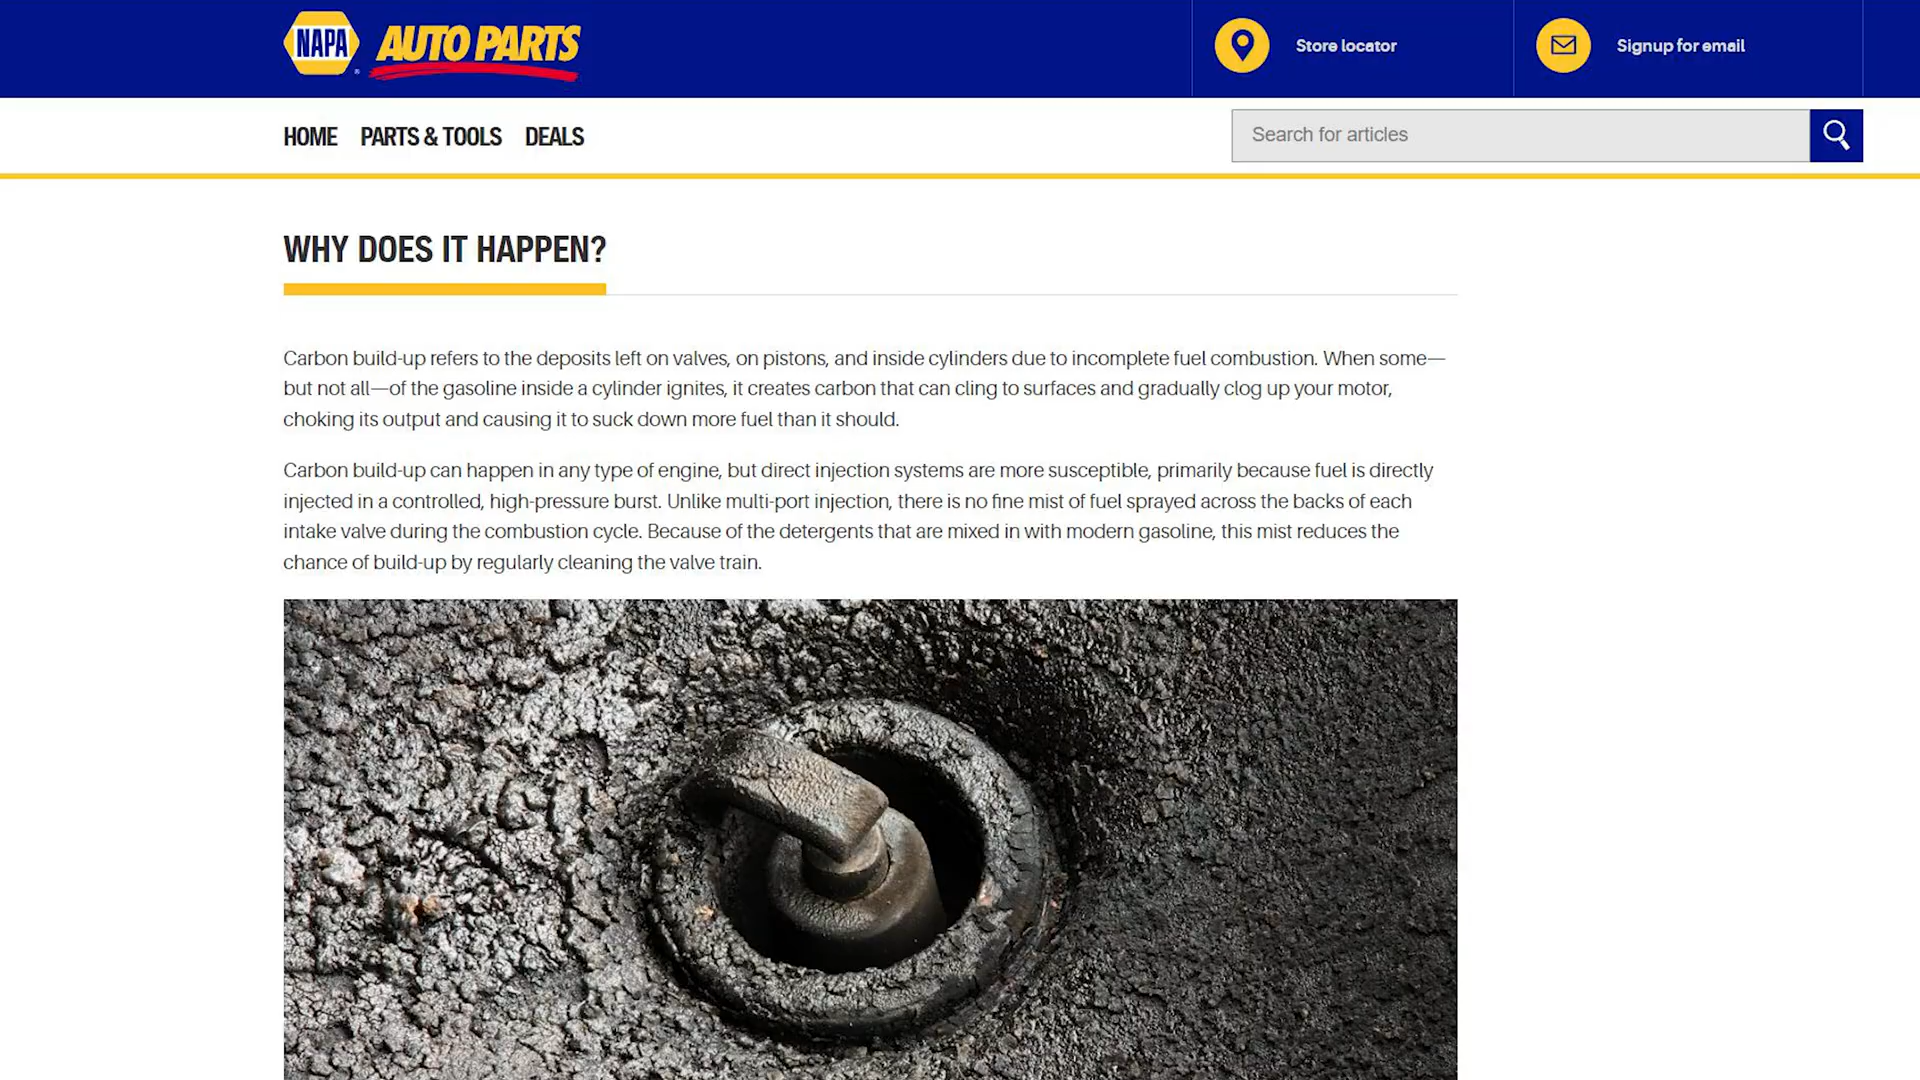 NAPA AUTO PARTS
Store locator
Signup for email
HOME PARTS & TOOLS DEALS
Search for articles
WHY DOES IT HAPPEN?
Carbon build-up refers to the deposits left on valves, on pistons, and inside cylinders due to incomplete fuel combustion. When some—
but not all—of the gasoline inside a cylinder ignites, it creates carbon that can cling to surfaces and gradually clog up your motor,
choking its output and causing it to suck down more fuel than it should.
Carbon build-up can happen in any type of engine, but direct injection systems are more susceptible, primarily because fuel is directly
injected in a controlled, high-pressure burst. Unlike multi-port injection, there is no fine mist of fuel sprayed across the backs of each
intake valve during the combustion cycle. Because of the detergents that are mixed in with modern gasoline, this mist reduces the
chance of build-up by regularly cleaning the valve train.